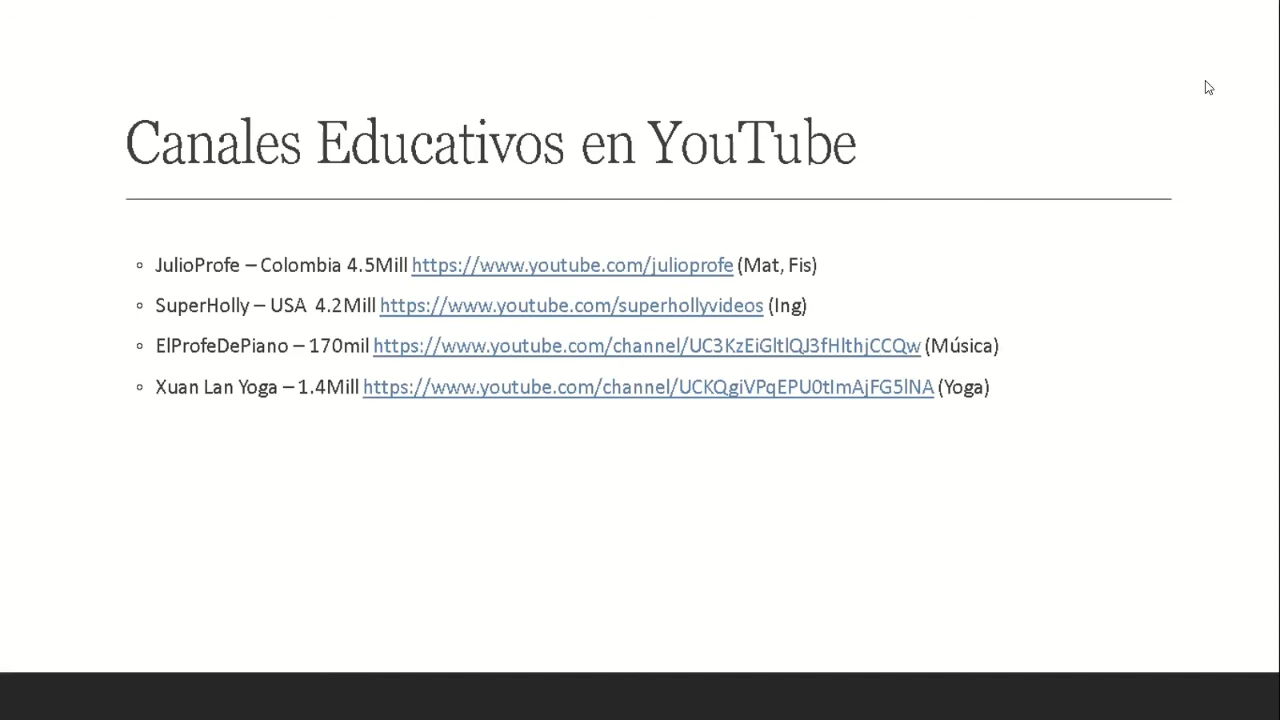 Canales Educativos en YouTube
◦ JulioProfe – Colombia 4.5Mill https://www.youtube.com/julioprofe (Mat, Fis)
◦ SuperHolly – USA 4.2Mill https://www.youtube.com/superhollyvideos (Ing)
◦ ElProfeDePiano – 170mil https://www.youtube.com/channel/UC3KzEiGltlQJ3fHlthjCCQw (Música)
◦ Xuan Lan Yoga – 1.4Mill https://www.youtube.com/channel/UCKQgiVPqEPU0tImAjFG5lNA (Yoga)